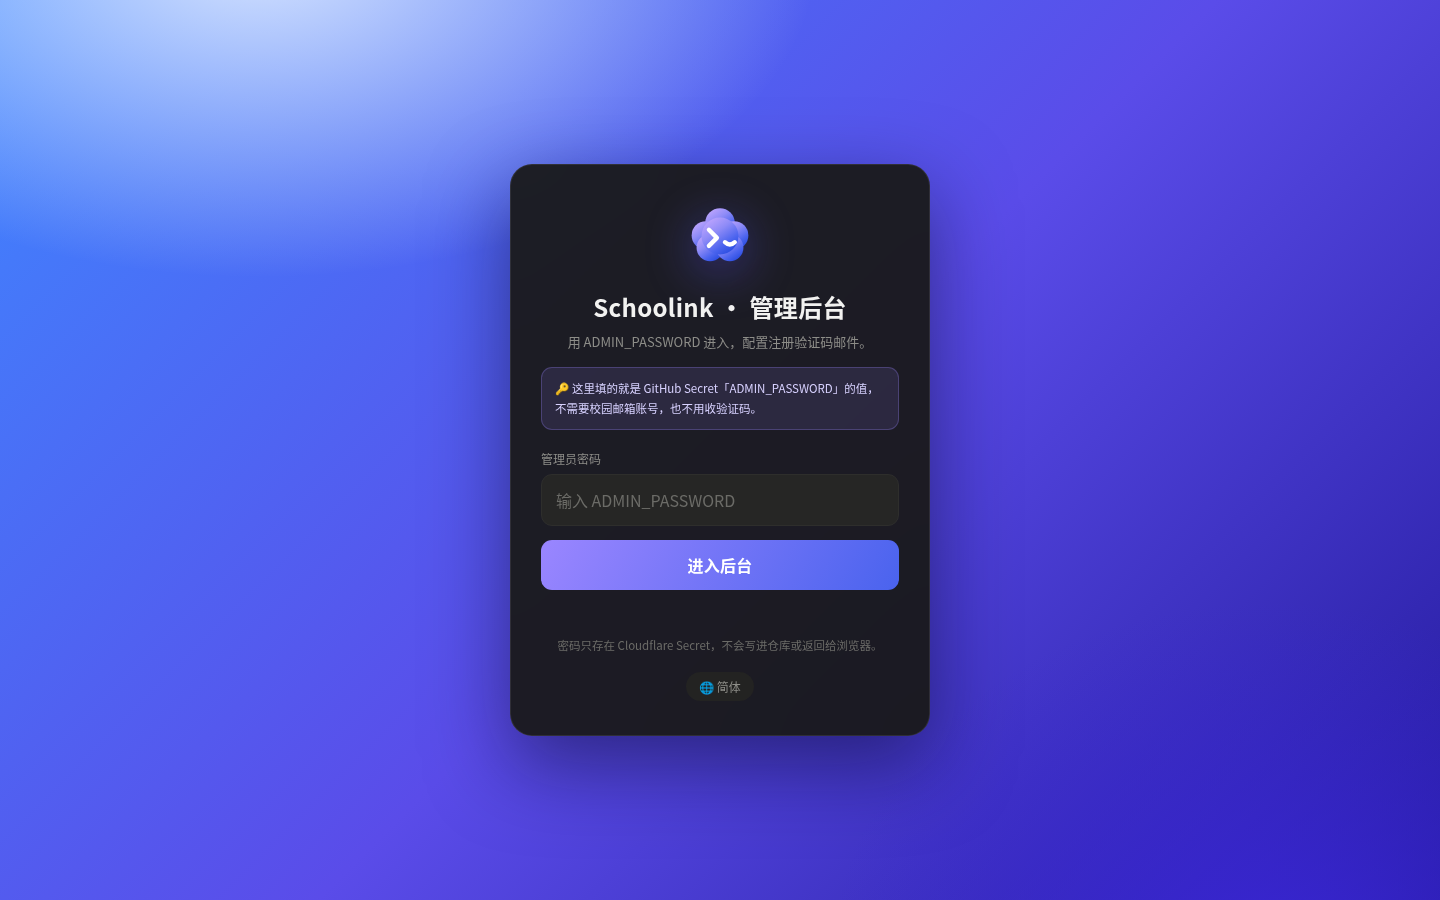 Schoolink · 管理后台
用 ADMIN_PASSWORD 进入，配置注册验证码邮件。
🔑 这里填的就是 GitHub Secret「ADMIN_PASSWORD」的值，
不需要校园邮箱账号，也不用收验证码。
管理员密码
输入 ADMIN_PASSWORD
进入后台
密码只存在 Cloudflare Secret，不会写进仓库或返回给浏览器。
🌐 简体